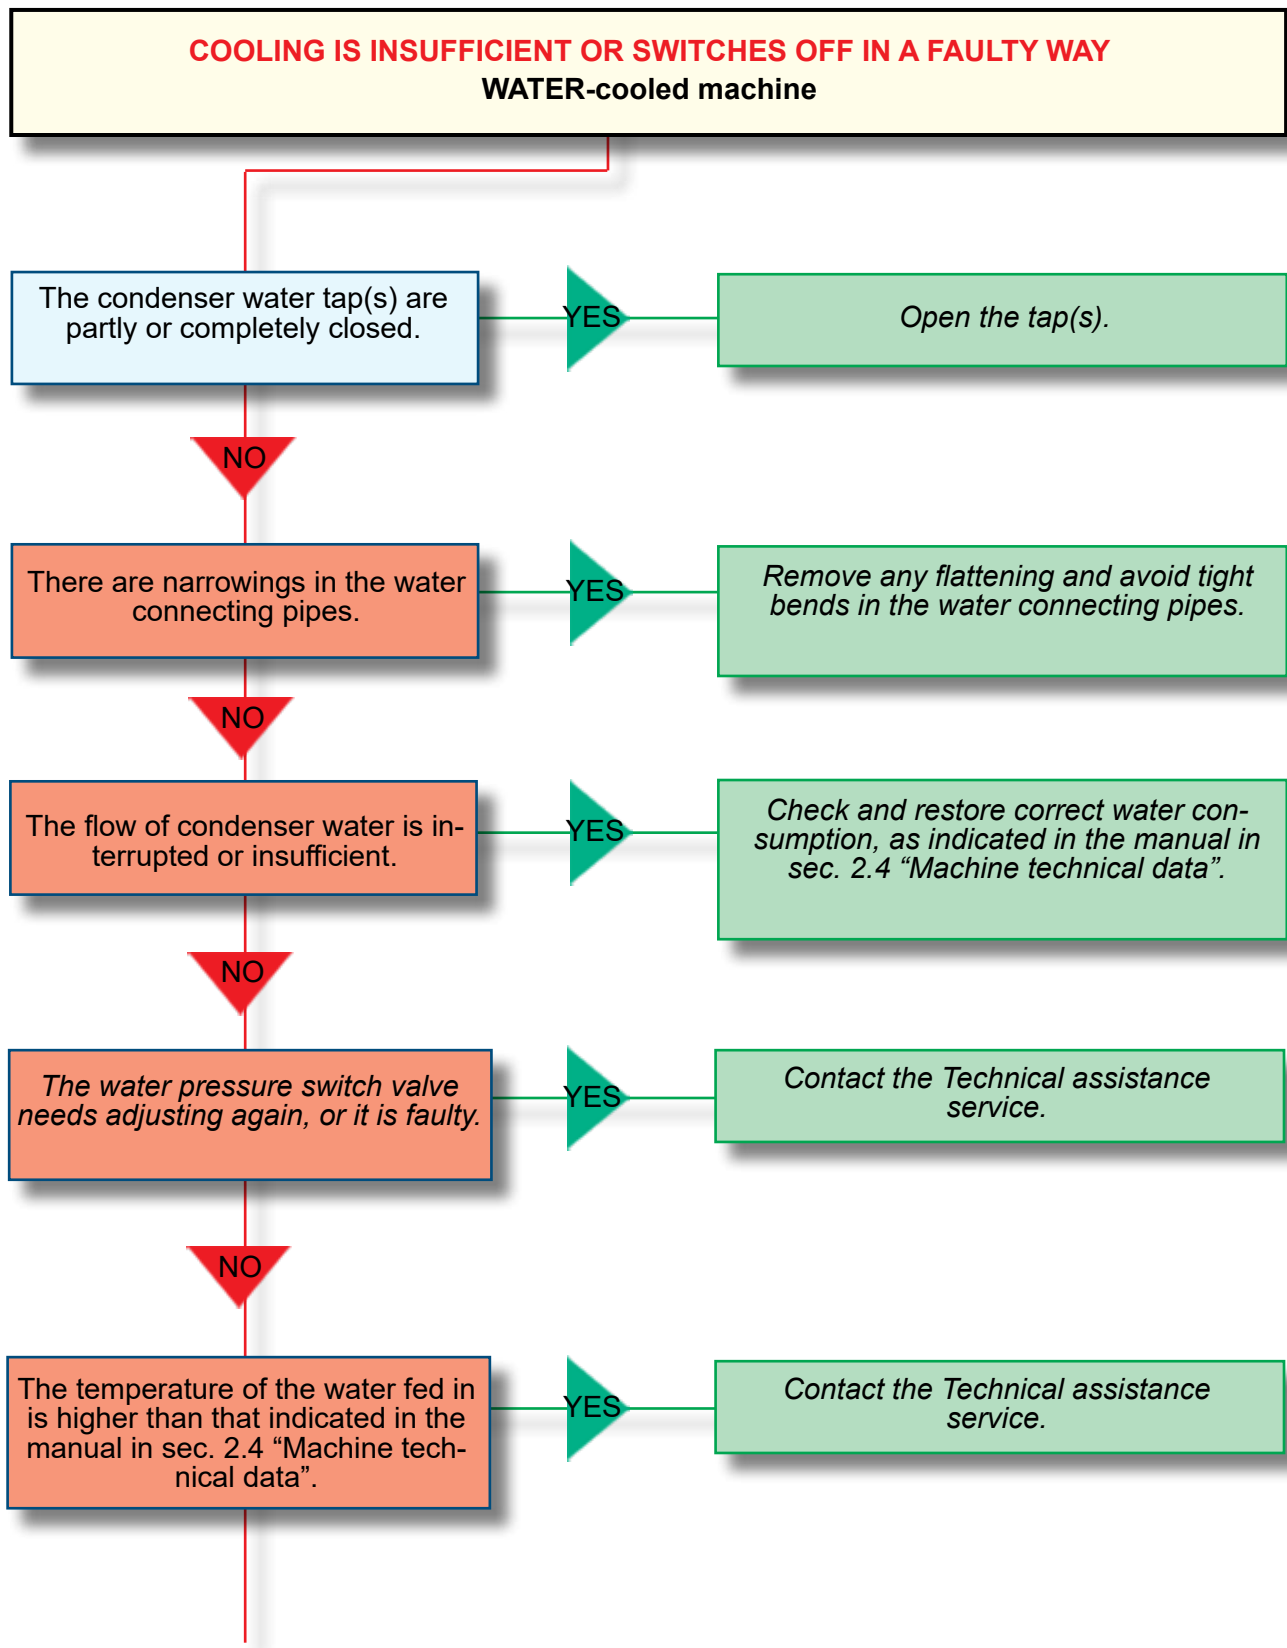 COOLING IS INSUFFICIENT OR SWITCHES OFF IN A FAULTY WAY
WATER-cooled machine
The condenser water tap(s) are
partly or completely closed.
YES
Open the tap(s).
NO
There are narrowings in the water
connecting pipes.
YES
Remove any flattening and avoid tight
bends in the water connecting pipes.
NO
The flow of condenser water is in-
terrupted or insufficient.
YES
Check and restore correct water con-
sumption, as indicated in the manual in
sec. 2.4 “Machine technical data”.
NO
The water pressure switch valve
needs adjusting again, or it is faulty.
YES
Contact the Technical assistance
service.
NO
The temperature of the water fed in
is higher than that indicated in the
manual in sec. 2.4 “Machine tech-
nical data”.
YES
Contact the Technical assistance
service.